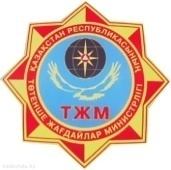 ҚАЗАҚСТАН РЕСПУБЛИКАСЫНЫҢ
ТӨТЕНШЕ ЖАҒДАЙЛАР МИНИСТРЛІГІ
ТЖМ